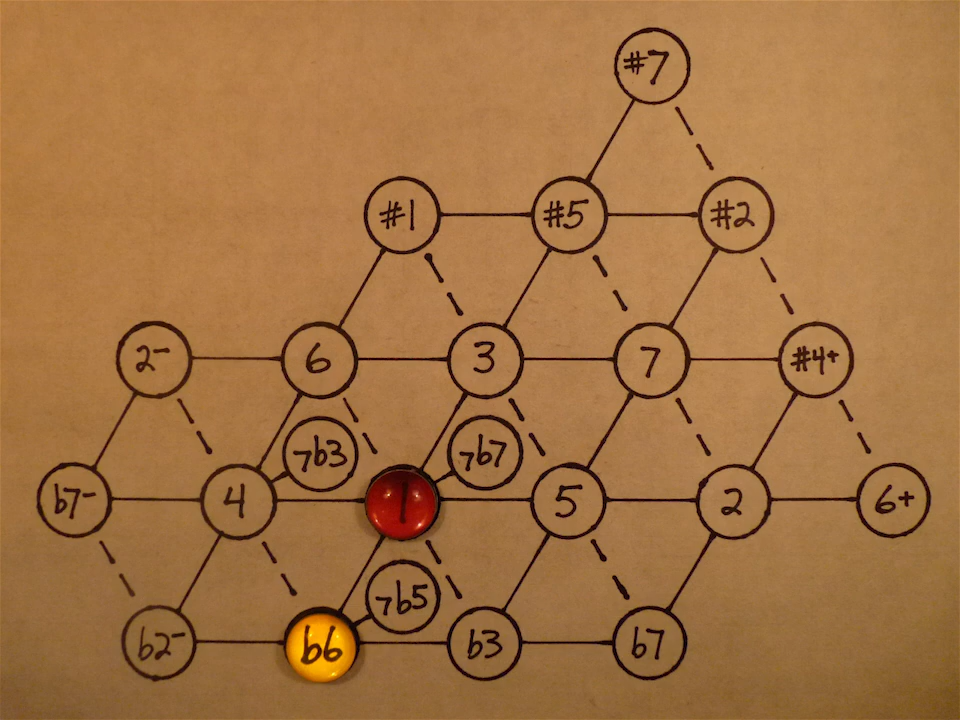 #7
#1 #5 #2
2- 6 3 7 #4+
7b3 7b7
b7- 4 1 5 2 6+
7b5
b2- b6 b3 b7